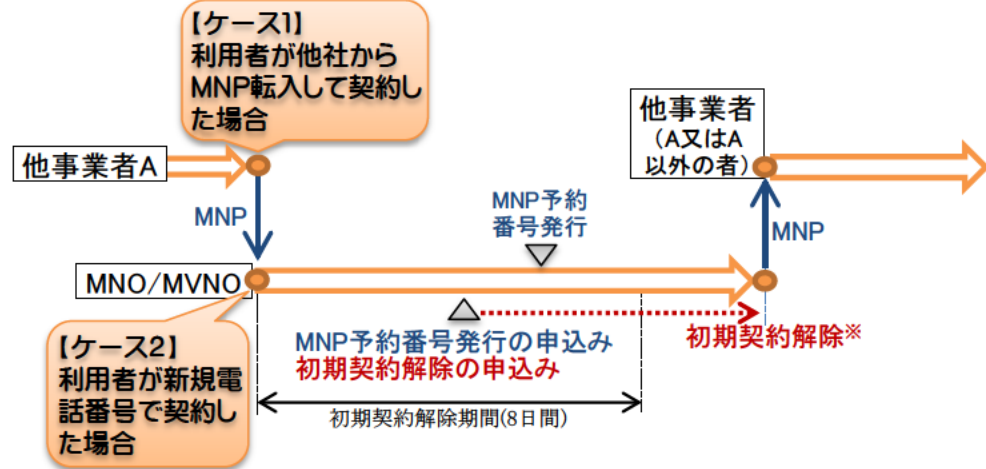 【ケース1】
利用者が他社から
MNP転入して契約し
た場合
他事業者A
MNP
MNO/MVNO
【ケース2】
利用者が新規電
話番号で契約し
た場合
MNP予約
番号発行
MNP予約番号発行の申込み
初期契約解除の申込み
初期契約解除期間(8日間)
他事業者
(A又はA
以外の者)
MNP
初期契約解除※